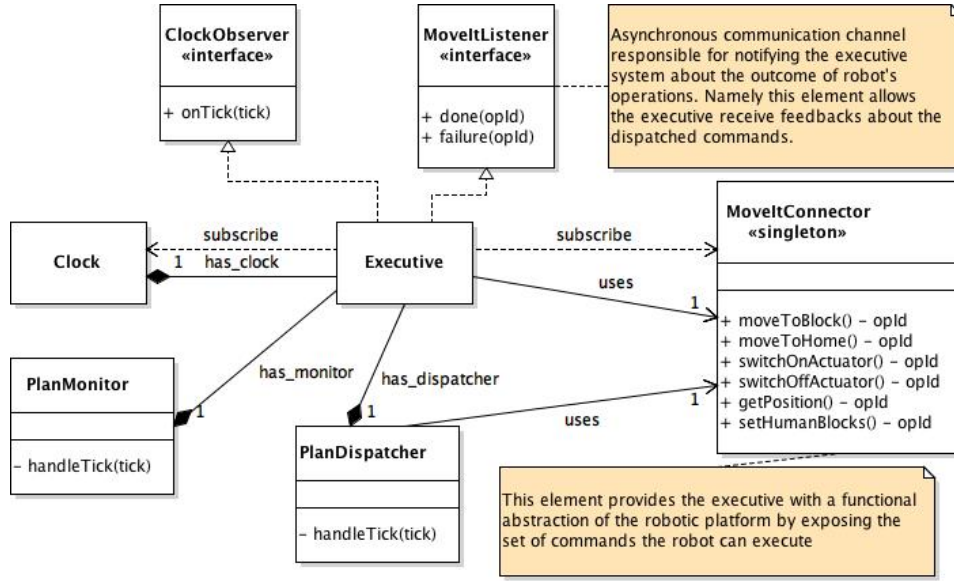 ClockObserver
«interface»
+ onTick(tick)
MoveItListener
«interface»
+ done(opId)
+ failure(opId)
Asynchronous communication channel
responsible for notifying the executive
system about the outcome of robot's
operations. Namely this element allows
the executive receive feedbacks about the
dispatched commands.
Clock
subscribe
1 has_clock
Executive
subscribe
uses
1
MoveItConnector
«singleton»
+ moveToBlock() – opId
+ moveToHome() – opId
+ switchOnActuator() – opId
+ switchOffActuator() – opId
+ getPosition() – opId
+ setHumanBlocks() – opId
PlanMonitor
– handleTick(tick)
has_monitor
1
has_dispatcher
1
uses
1
PlanDispatcher
– handleTick(tick)
This element provides the executive with a functional
abstraction of the robotic platform by exposing the
set of commands the robot can execute